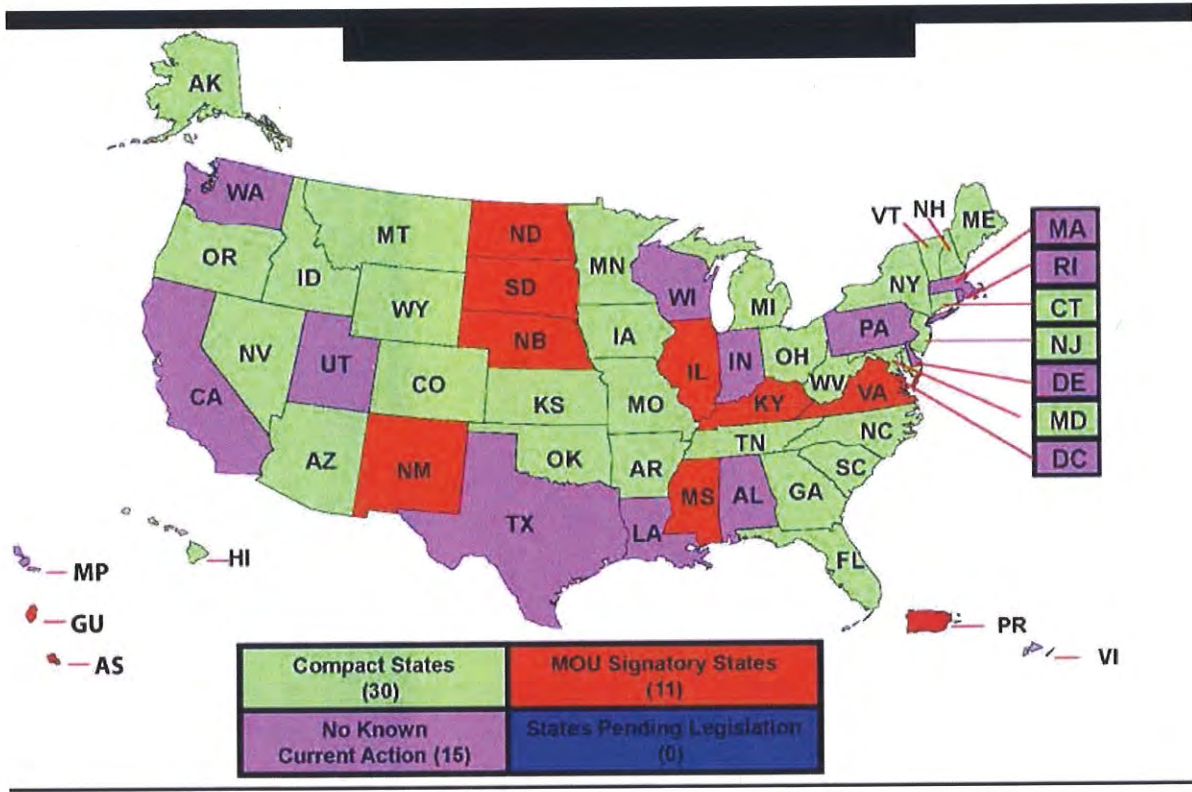 AK
WA
MT
ND
MN
VT
NH
ME
MA
OR
ID
SD
WI
NY
RI
WY
MI
CT
NV
NB
IA
PA
NJ
UT
CO
IL
IN
OH
WV
VA
DE
CA
KS
MO
KY
MD
AZ
NM
OK
AR
TN
NC
DC
SC
TX
LA
MS
AL
GA
FL
HI
MP
GU
AS
PR
VI
Compact States
(30)
MOU Signatory States
(11)
No Known
Current Action (15)
States Pending Legislation
(0)